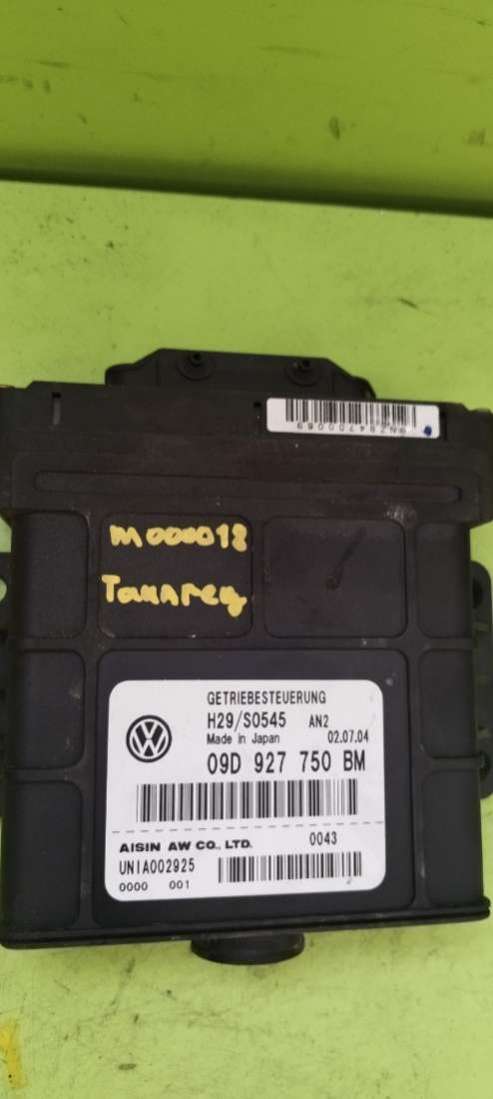 M000018
Таиnрец
GETRIEBESTEUERUNG
H29/S0545 AN2
Made in Japan 02.07.04
09D 927 750 BM
AISIN AW CO., LTD. 0043
UNIA002925
0000 001